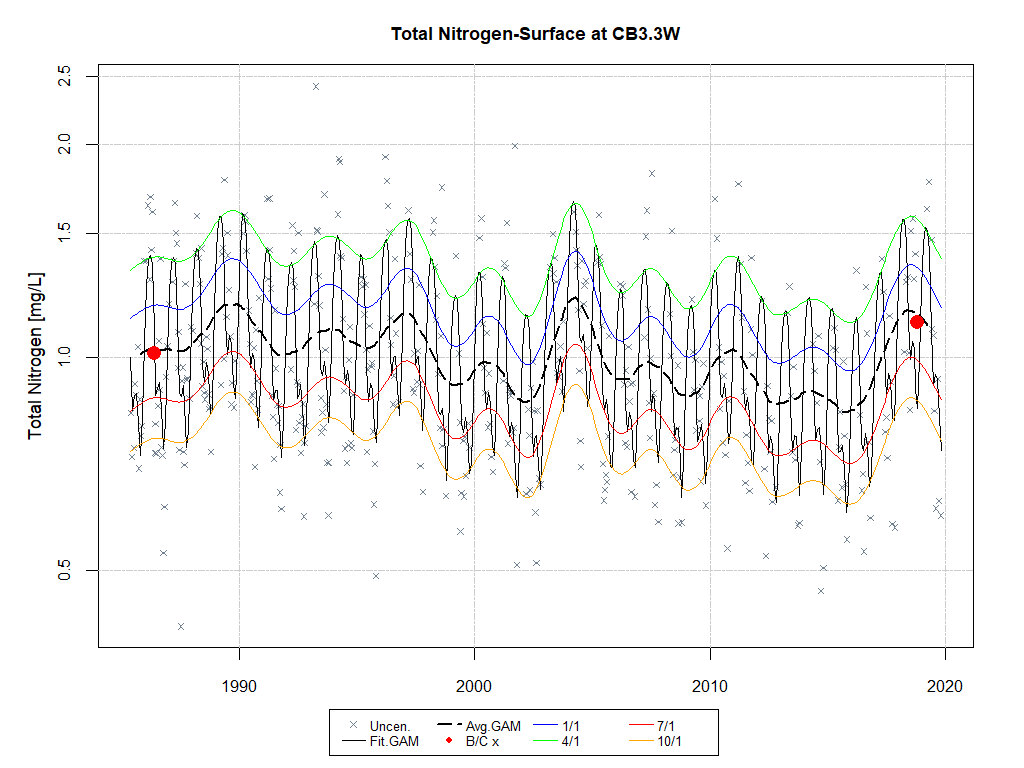 Total Nitrogen-Surface at CB3.3W
Total Nitrogen [mg/L]
2.5
2.0
1.5
1.0
0.5
1990 2000 2010 2020
Uncen. Avg.GAM 1/1 7/1
Fit.GAM B/C x 4/1 10/1